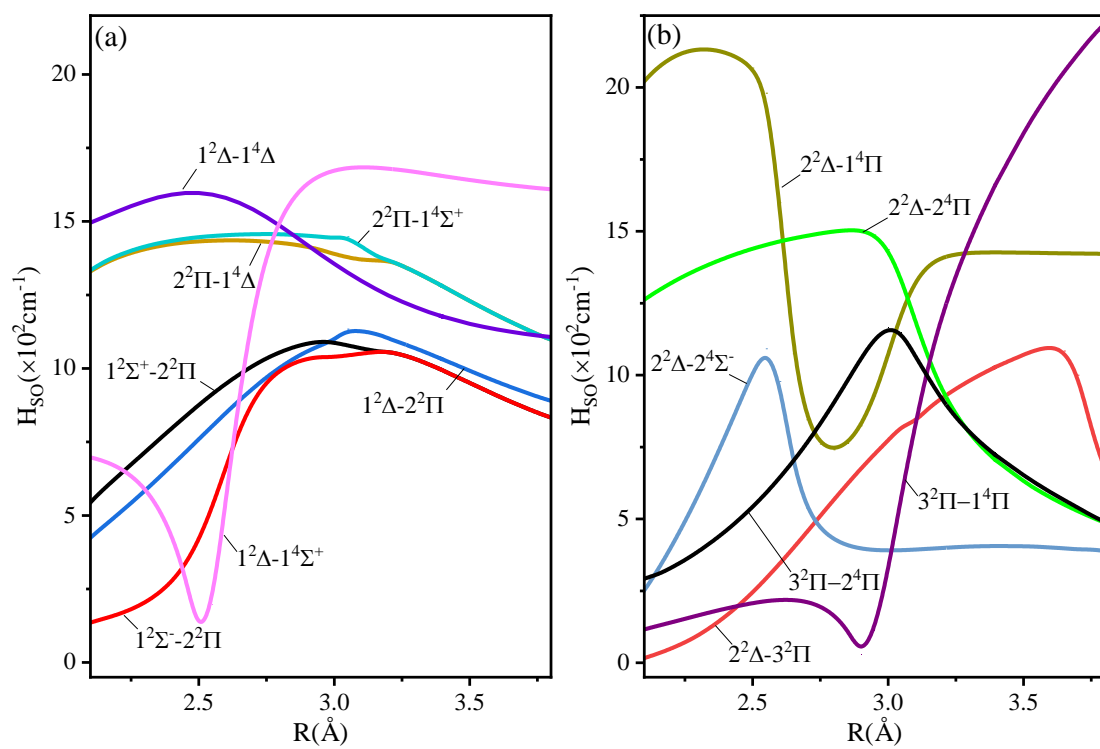 (a)
20
15
10
5
0
2.5
3.0
3.5
R(Å)
H_SO(×10²cm⁻¹)
1²Δ-1⁴Δ
2²Π-1⁴Σ⁺
2²Π-1⁴Δ
1²Σ⁺-2²Π
1²Δ-2²Π
1²Δ-1⁴Σ⁺
1²Σ⁻-2²Π
(b)
20
15
10
5
0
2.5
3.0
3.5
R(Å)
H_SO(×10²cm⁻¹)
2²Δ-1⁴Π
2²Δ-2⁴Π
2²Δ-2⁴Σ⁻
3²Π–1⁴Π
3²Π–2⁴Π
2²Δ-3²Π